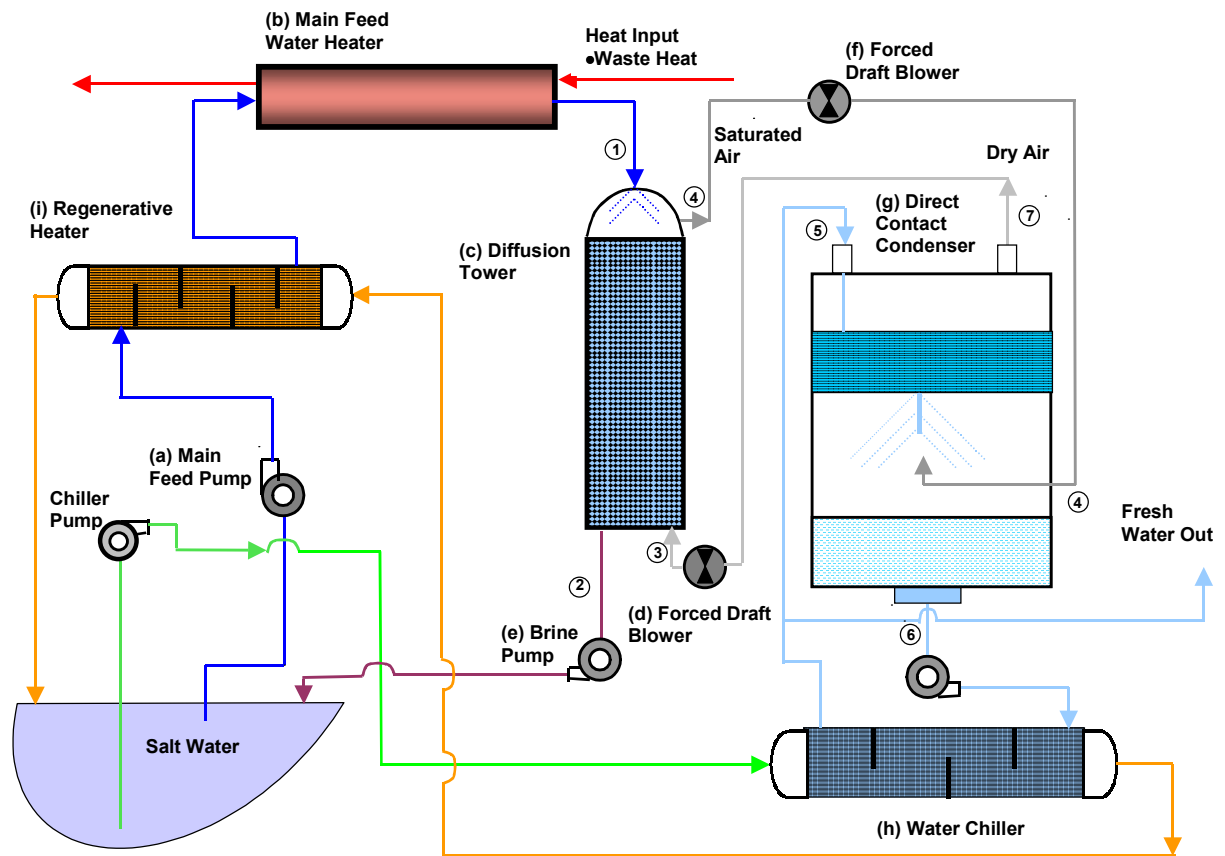 (b) Main Feed
Water Heater
Heat Input
•Waste Heat
(f) Forced
Draft Blower
1
Saturated
Air
Dry Air
4
(i) Regenerative
Heater
(g) Direct
Contact
Condenser
5
7
(c) Diffusion
Tower
(a) Main
Feed Pump
Chiller
Pump
4
Fresh
Water Out
3
2
(d) Forced Draft
Blower
(e) Brine
Pump
6
Salt Water
(h) Water Chiller